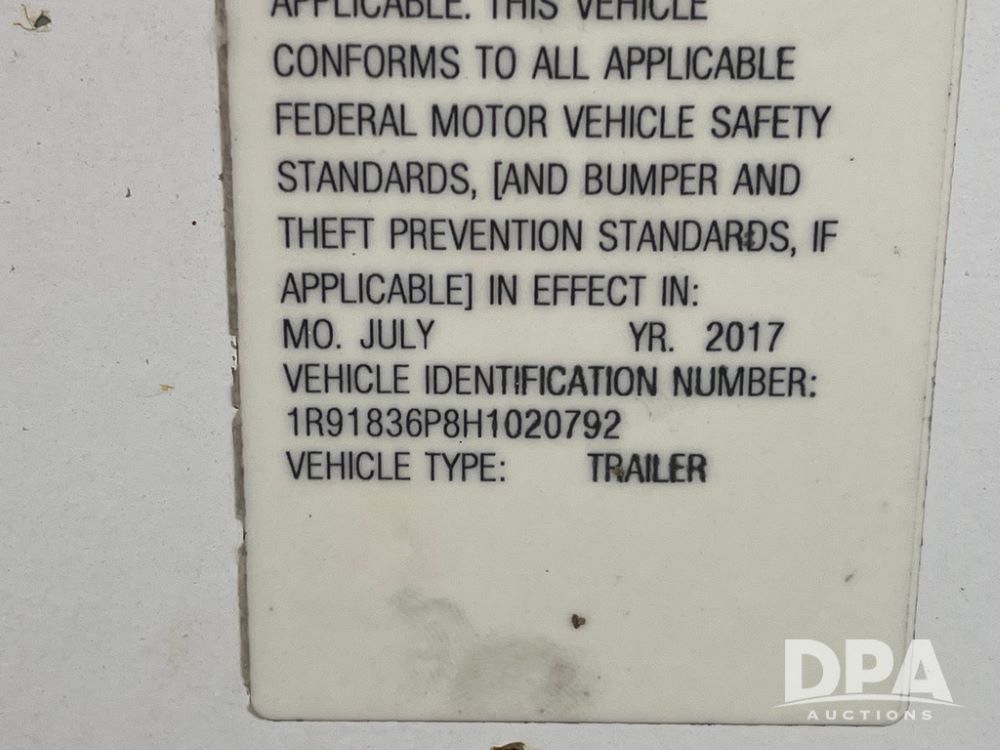 APPLICABLE. THIS VEHICLE
CONFORMS TO ALL APPLICABLE
FEDERAL MOTOR VEHICLE SAFETY
STANDARDS, [AND BUMPER AND
THEFT PREVENTION STANDARDS, IF
APPLICABLE] IN EFFECT IN:
MO. JULY YR. 2017
VEHICLE IDENTIFICATION NUMBER:
1R91836P8H1020792
VEHICLE TYPE: TRAILER
DPA
AUCTIONS